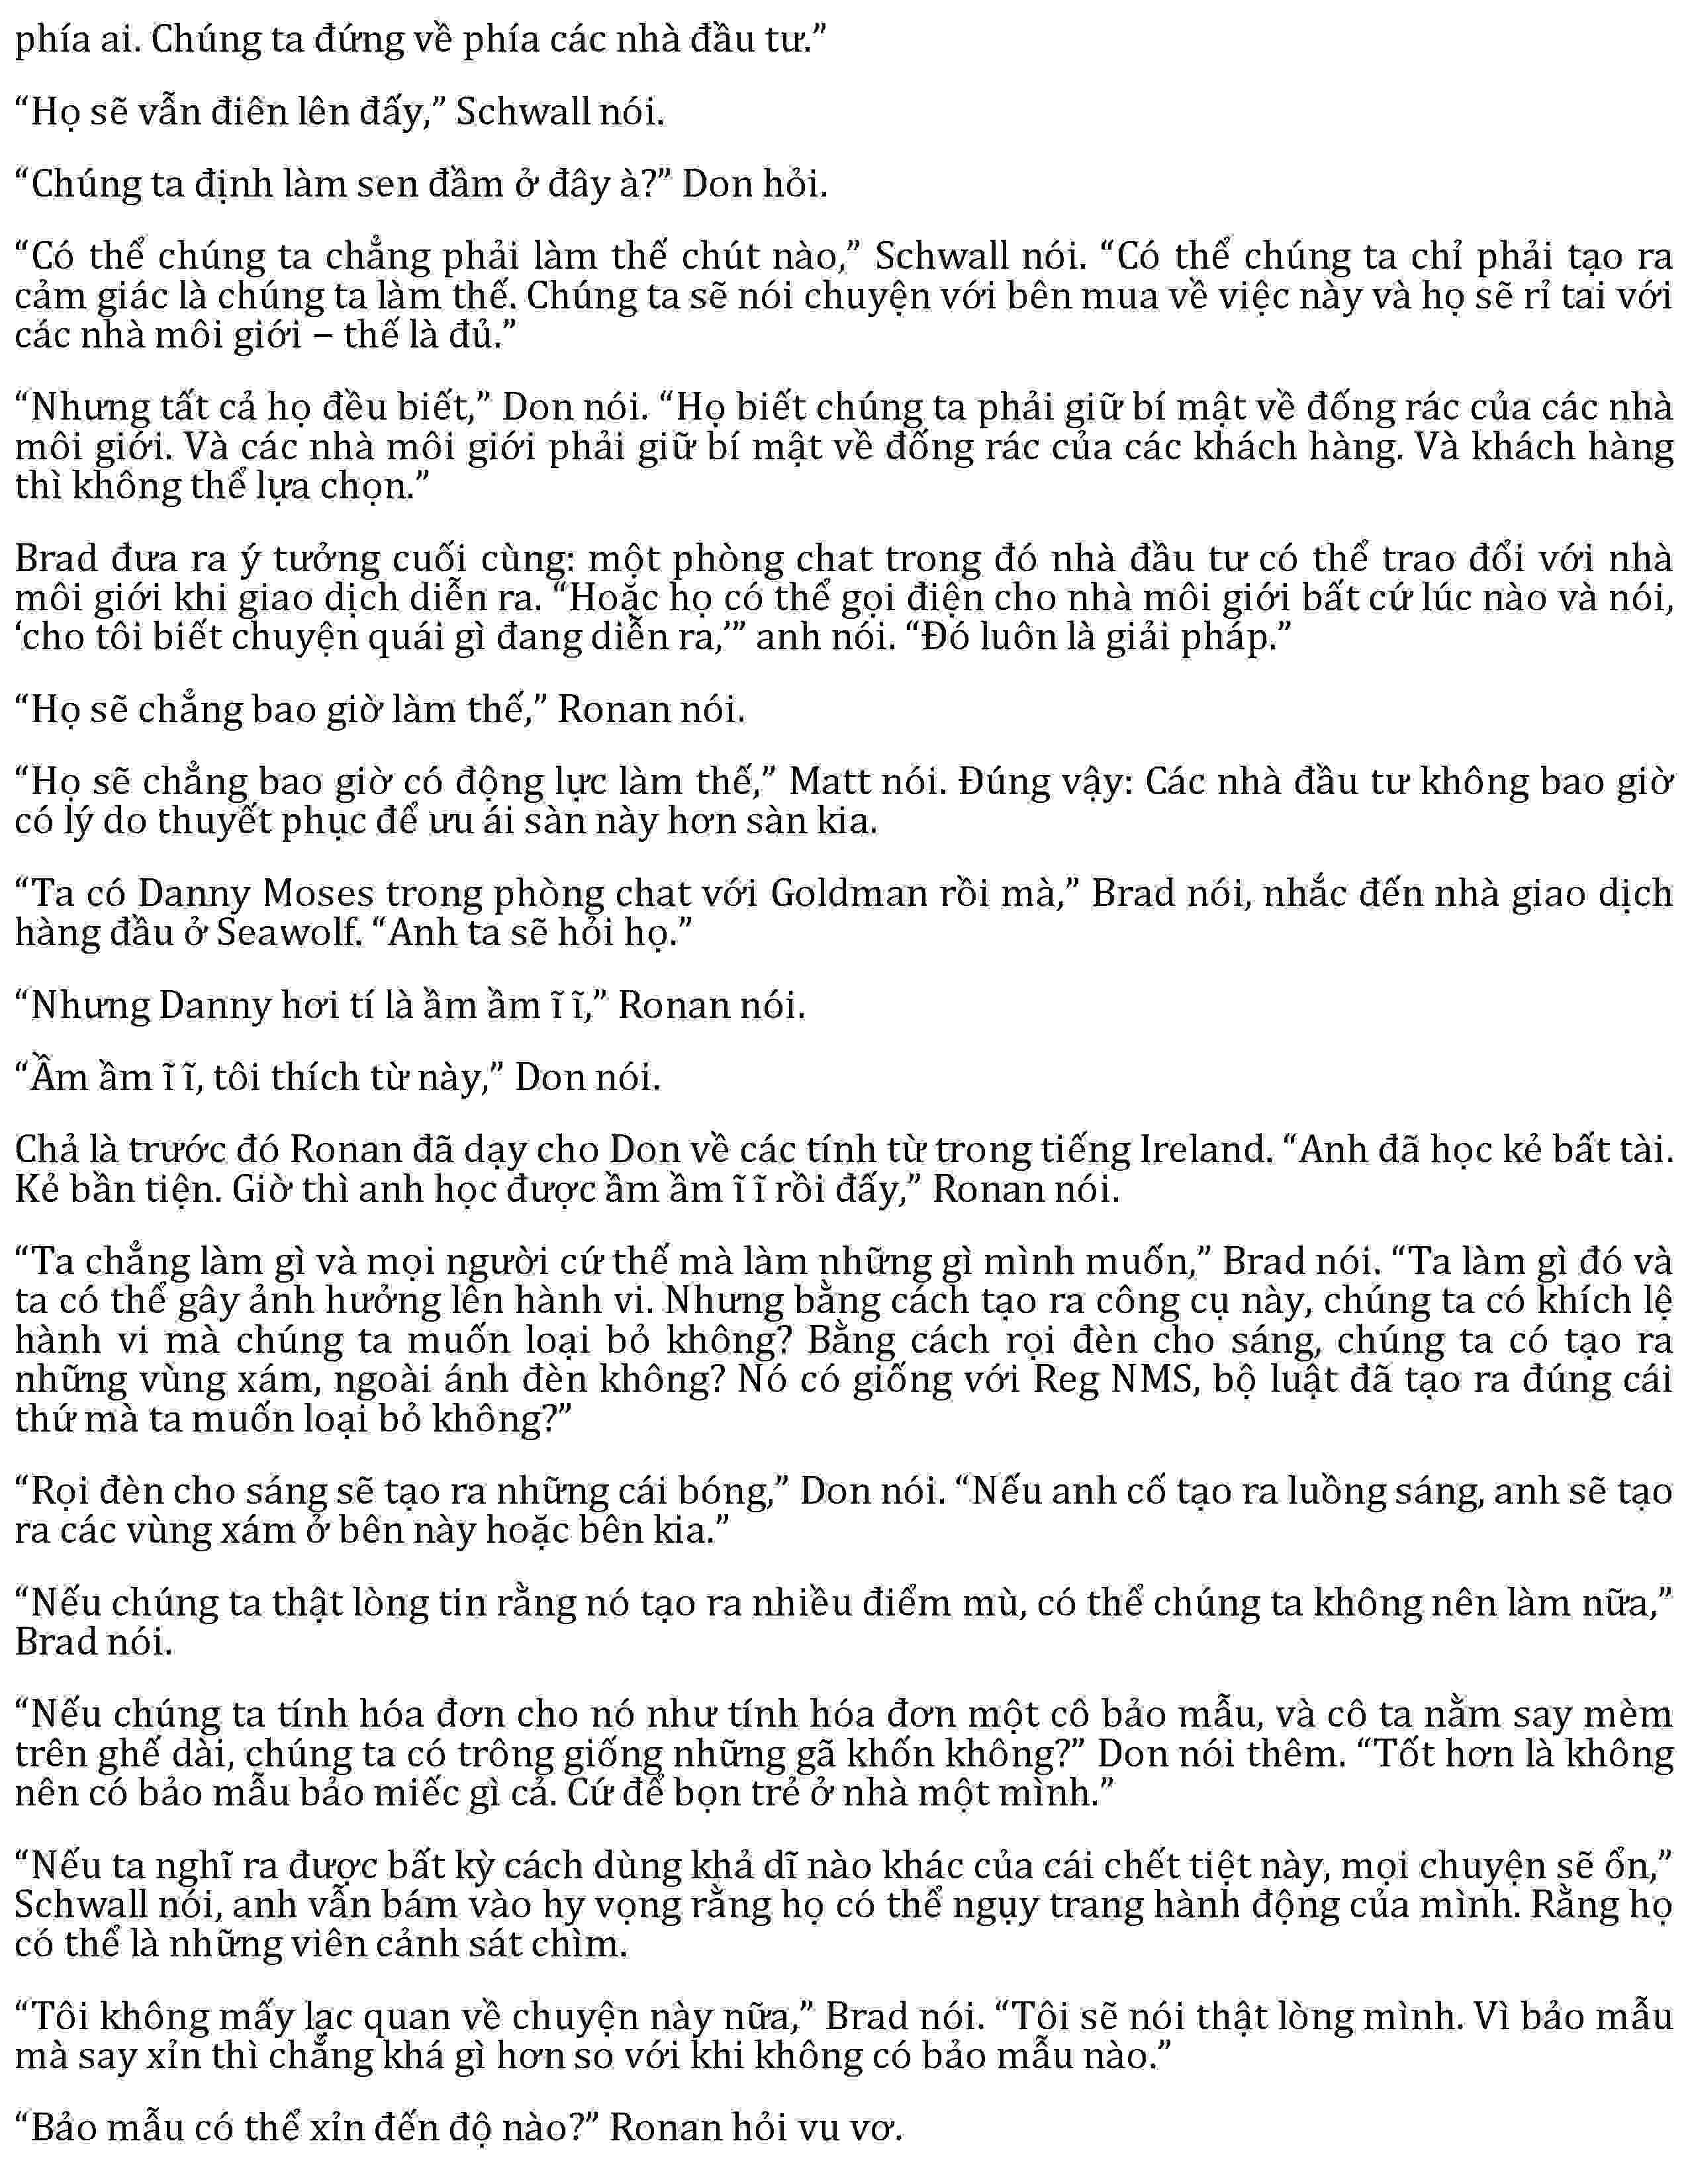 phía ai. Chúng ta đứng về phía các nhà đầu tư.”
“Họ sẽ vẫn điên lên đấy,” Schwall nói.
“Chúng ta định làm sen đầm ở đây à?” Don hỏi.
“Có thể chúng ta chẳng phải làm thế chút nào,” Schwall nói. “Có thể chúng ta chỉ phải tạo ra
cảm giác là chúng ta làm thế. Chúng ta sẽ nói chuyện với bên mua về việc này và họ sẽ rỉ tai với
các nhà môi giới – thế là đủ.”
“Nhưng tất cả họ đều biết,” Don nói. “Họ biết chúng ta phải giữ bí mật về đống rác của các nhà
môi giới. Và các nhà môi giới phải giữ bí mật về đống rác của các khách hàng. Và khách hàng
thì không thể lựa chọn.”
Brad đưa ra ý tưởng cuối cùng: một phòng chat trong đó nhà đầu tư có thể trao đổi với nhà
môi giới khi giao dịch diễn ra. “Hoặc họ có thể gọi điện cho nhà môi giới bất cứ lúc nào và nói,
‘cho tôi biết chuyện quái gì đang diễn ra,’” anh nói. “Đó luôn là giải pháp.”
“Họ sẽ chẳng bao giờ làm thế,” Ronan nói.
“Họ sẽ chẳng bao giờ có động lực làm thế,” Matt nói. Đúng vậy: Các nhà đầu tư không bao giờ
có lý do thuyết phục để ưu ái sàn này hơn sàn kia.
“Ta có Danny Moses trong phòng chat với Goldman rồi mà,” Brad nói, nhắc đến nhà giao dịch
hàng đầu ở Seawolf. “Anh ta sẽ hỏi họ.”
“Nhưng Danny hơi tí là ầm ầm ĩ ĩ,” Ronan nói.
“Ầm ầm ĩ ĩ, tôi thích từ này,” Don nói.
Chả là trước đó Ronan đã dạy cho Don về các tính từ trong tiếng Ireland. “Anh đã học kẻ bất tài.
Kẻ bần tiện. Giờ thì anh học được ầm ầm ĩ ĩ rồi đấy,” Ronan nói.
“Ta chẳng làm gì và mọi người cứ thế mà làm những gì mình muốn,” Brad nói. “Ta làm gì đó và
ta có thể gây ảnh hưởng lên hành vi. Nhưng bằng cách tạo ra công cụ này, chúng ta có khích lệ
hành vi mà chúng ta muốn loại bỏ không? Bằng cách rọi đèn cho sáng, chúng ta có tạo ra
những vùng xám, ngoài ánh đèn không? Nó có giống với Reg NMS, bộ luật đã tạo ra đúng cái
thứ mà ta muốn loại bỏ không?”
“Rọi đèn cho sáng sẽ tạo ra những cái bóng,” Don nói. “Nếu anh cố tạo ra luồng sáng, anh sẽ tạo
ra các vùng xám ở bên này hoặc bên kia.”
“Nếu chúng ta thật lòng tin rằng nó tạo ra nhiều điểm mù, có thể chúng ta không nên làm nữa,”
Brad nói.
“Nếu chúng ta tính hóa đơn cho nó như tính hóa đơn một cô bảo mẫu, và cô ta nằm say mèm
trên ghế dài, chúng ta có trông giống những gã khốn không?” Don nói thêm. “Tốt hơn là không
nên có bảo mẫu bảo miếc gì cả. Cứ để bọn trẻ ở nhà một mình.”
“Nếu ta nghĩ ra được bất kỳ cách dùng khả dĩ nào khác của cái chết tiệt này, mọi chuyện sẽ ổn,”
Schwall nói, anh vẫn bám vào hy vọng rằng họ có thể ngụy trang hành động của mình. Rằng họ
có thể là những viên cảnh sát chìm.
“Tôi không mấy lạc quan về chuyện này nữa,” Brad nói. “Tôi sẽ nói thật lòng mình. Vì bảo mẫu
mà say xỉn thì chẳng khá gì hơn so với khi không có bảo mẫu nào.”
“Bảo mẫu có thể xỉn đến độ nào?” Ronan hỏi vu vơ.